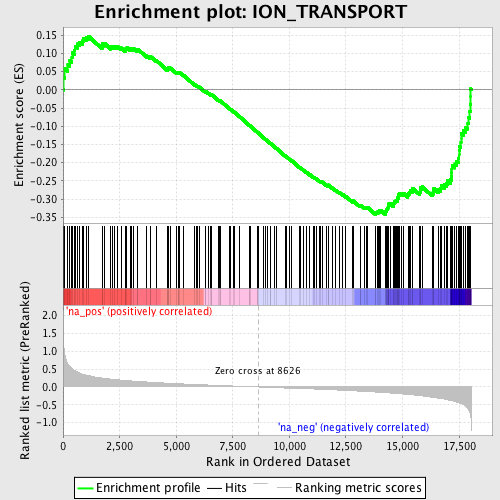 Enrichment plot: ION_TRANSPORT
Enrichment score (ES)
0.15
0.10
0.05
0.00
-0.05
-0.10
-0.15
-0.20
-0.25
-0.30
-0.35
'na_pos' (positively correlated)
Ranked list metric (PreRanked)
2.0
1.5
1.0
0.5
0.0
-0.5
-1.0
Zero cross at 8626
'na_neg' (negatively correlated)
0 2,500 5,000 7,500 10,000 12,500 15,000 17,500
Rank in Ordered Dataset
Enrichment profile Hits Ranking metric scores